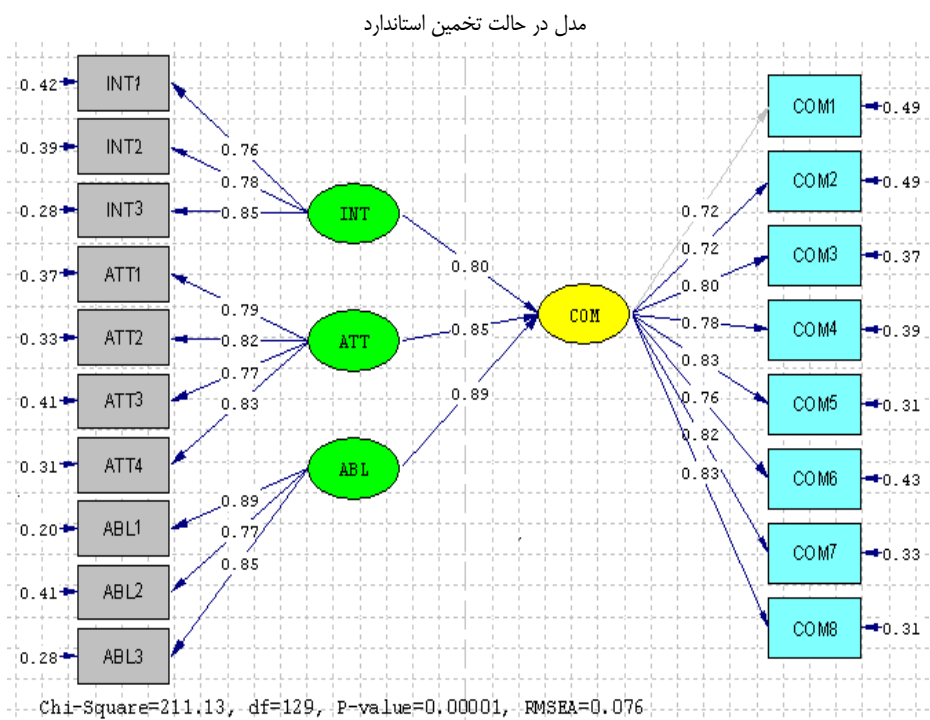 مدل در حالت تخمین استاندارد
0.42 INT1
0.39 INT2
0.28 INT3
0.37 ATT1
0.33 ATT2
0.41 ATT3
0.31 ATT4
0.20 ABL1
0.41 ABL2
0.28 ABL3
0.76
0.78
0.85
0.79
0.82
0.77
0.83
0.89
0.77
0.85
INT
ATT
ABL
0.80
0.85
0.89
COM
0.72
0.72
0.80
0.78
0.83
0.76
0.82
0.83
COM1 0.49
COM2 0.49
COM3 0.37
COM4 0.39
COM5 0.31
COM6 0.43
COM7 0.33
COM8 0.31
Chi-Square=211.13, df=129, P-value=0.00001, RMSEA=0.076